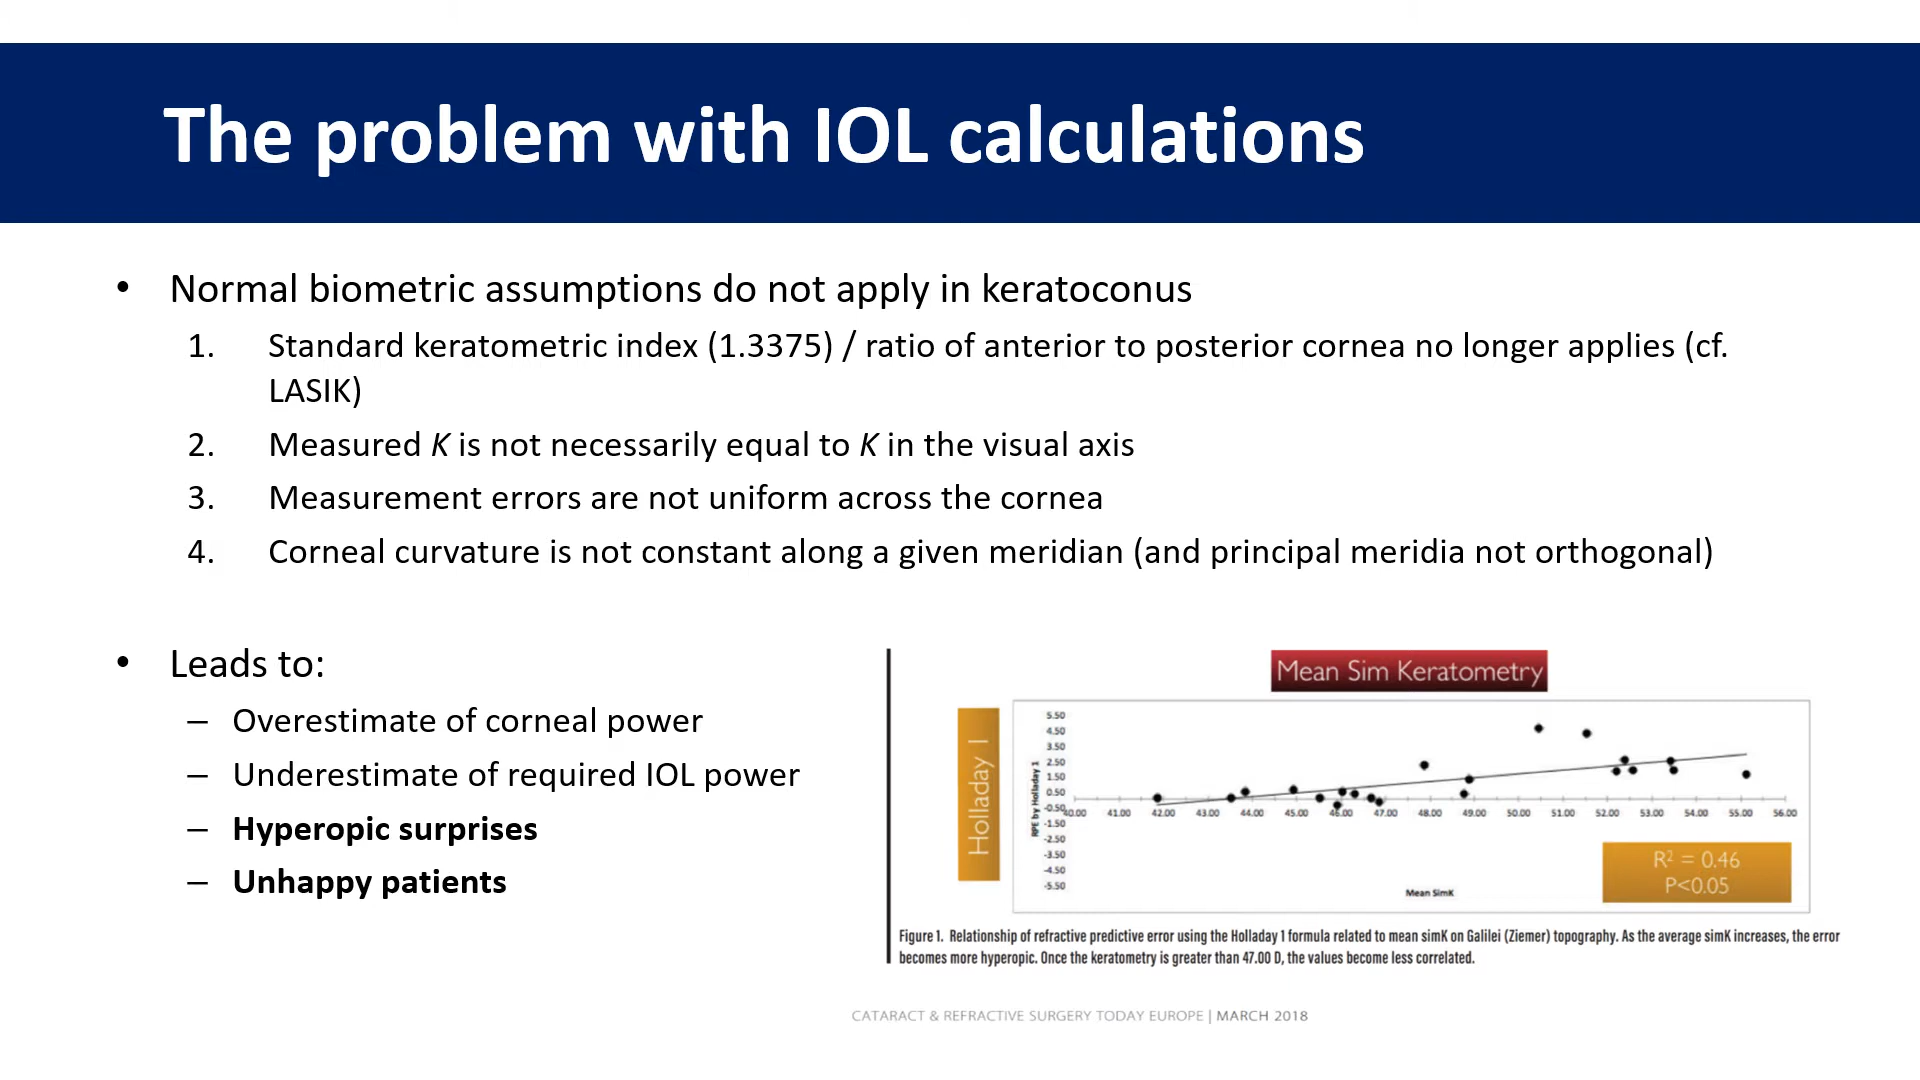 The problem with IOL calculations
• Normal biometric assumptions do not apply in keratoconus
1. Standard keratometric index (1.3375) / ratio of anterior to posterior cornea no longer applies (cf.
LASIK)
2. Measured K is not necessarily equal to K in the visual axis
3. Measurement errors are not uniform across the cornea
4. Corneal curvature is not constant along a given meridian (and principal meridia not orthogonal)
• Leads to:
– Overestimate of corneal power
– Underestimate of required IOL power
– Hyperopic surprises
– Unhappy patients
Mean Sim Keratometry
Holladay I
RPE by Holladay 1
5.50
4.50
3.50
2.50
1.50
0.50
-0.50
-1.50
-2.50
-3.50
-4.50
-5.50
40.00 41.00 42.00 43.00 44.00 45.00 46.00 47.00 48.00 49.00 50.00 51.00 52.00 53.00 54.00 55.00 56.00
Mean SimK
R² = 0.46
P<0.05
Figure 1. Relationship of refractive predictive error using the Holladay 1 formula related to mean simK on Galilei (Ziemer) topography. As the average simK increases, the error
becomes more hyperopic. Once the keratometry is greater than 47.00 D, the values become less correlated.
CATARACT & REFRACTIVE SURGERY TODAY EUROPE | MARCH 2018